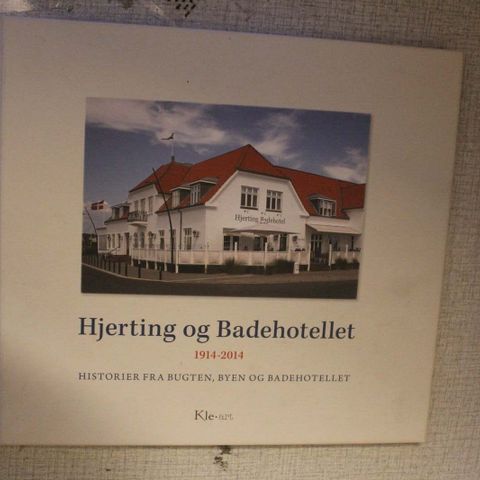 Hjerting Badehotel
Hjerting og Badehotellet
1914-2014
HISTORIER FRA BUGTEN, BYEN OG BADEHOTELLET
Kle·art